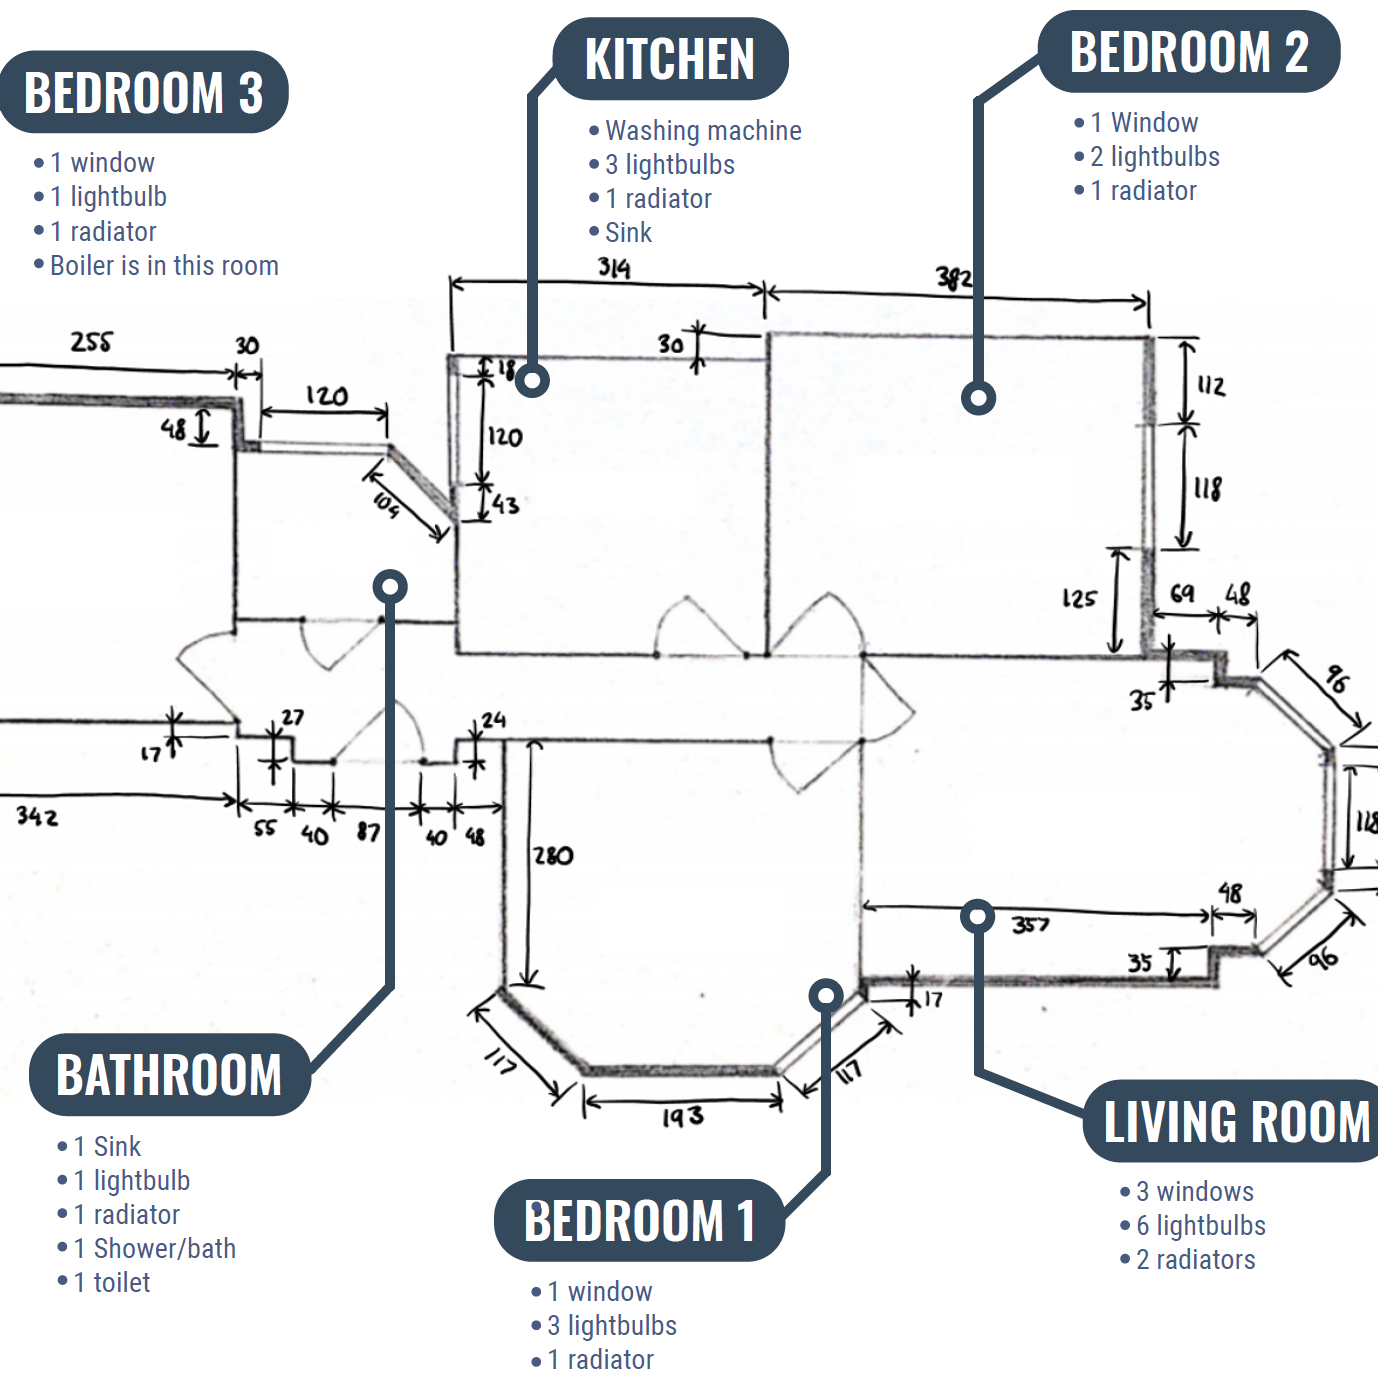 BEDROOM 3
• 1 window
• 1 lightbulb
• 1 radiator
• Boiler is in this room
KITCHEN
• Washing machine
• 3 lightbulbs
• 1 radiator
• Sink
BEDROOM 2
• 1 Window
• 2 lightbulbs
• 1 radiator
314
382
255
30
30
18
120
112
48
120
104
43
118
125
69
48
35
96
27
24
17
342
55
40
87
40
48
280
118
48
357
35
96
17
117
193
117
BATHROOM
• 1 Sink
• 1 lightbulb
• 1 radiator
• 1 Shower/bath
• 1 toilet
BEDROOM 1
• 1 window
• 3 lightbulbs
• 1 radiator
LIVING ROOM
• 3 windows
• 6 lightbulbs
• 2 radiators